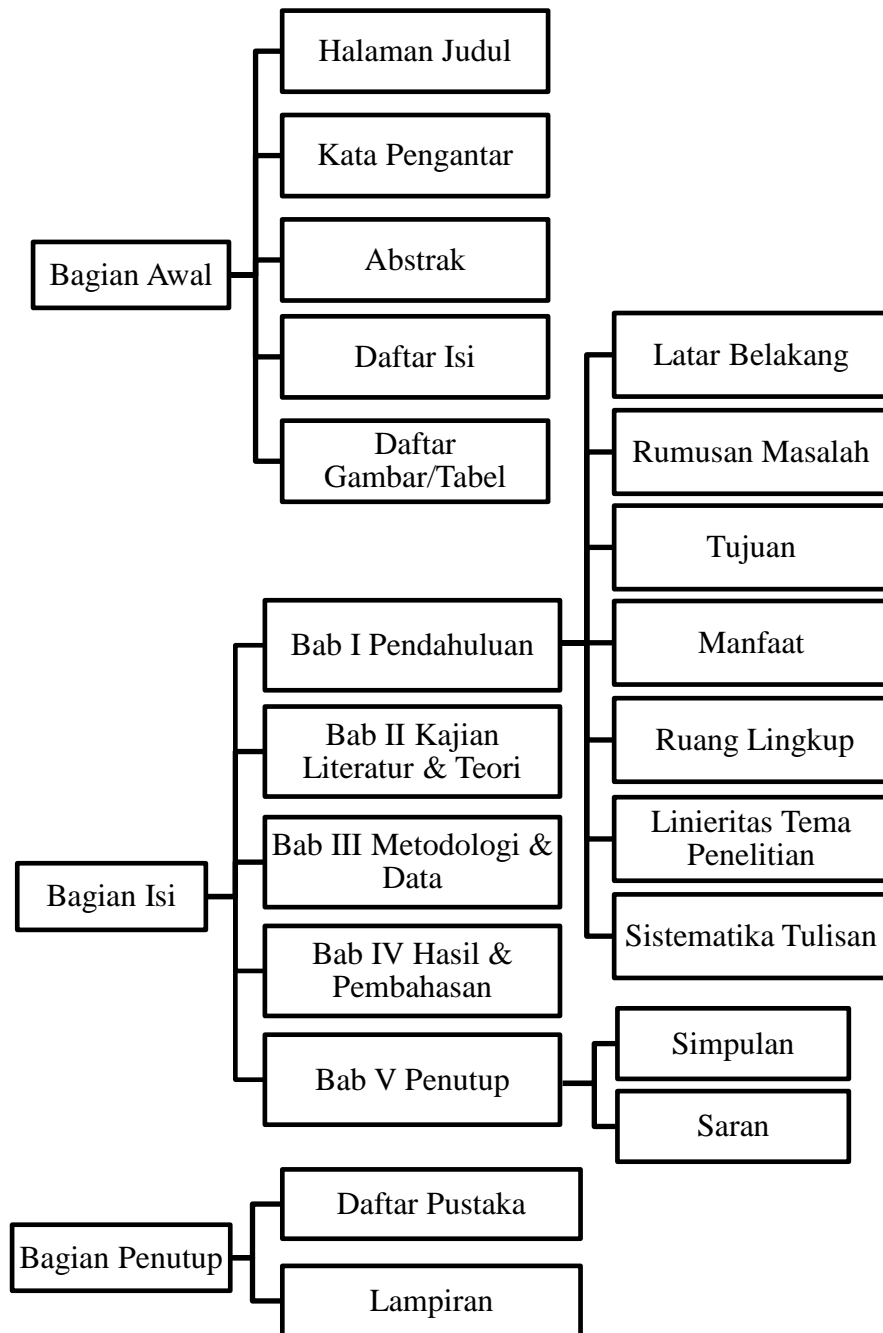 Bagian Awal
Halaman Judul
Kata Pengantar
Abstrak
Daftar Isi
Daftar
Gambar/Tabel
Bagian Isi
Bab I Pendahuluan
Latar Belakang
Rumusan Masalah
Tujuan
Manfaat
Ruang Lingkup
Linieritas Tema
Penelitian
Sistematika Tulisan
Bab II Kajian
Literatur & Teori
Bab III Metodologi &
Data
Bab IV Hasil &
Pembahasan
Bab V Penutup
Simpulan
Saran
Bagian Penutup
Daftar Pustaka
Lampiran